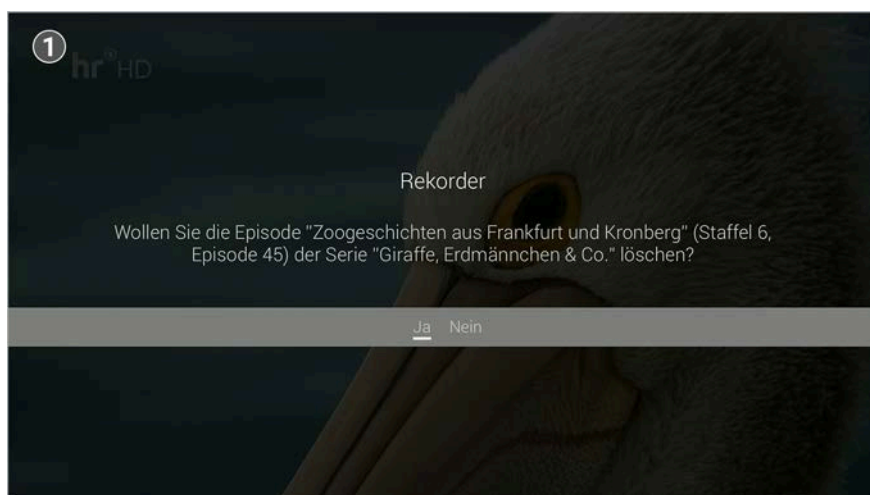 1
hr HD
Rekorder
Wollen Sie die Episode "Zoogeschichten aus Frankfurt und Kronberg" (Staffel 6,
Episode 45) der Serie "Giraffe, Erdmännchen & Co." löschen?
Ja Nein